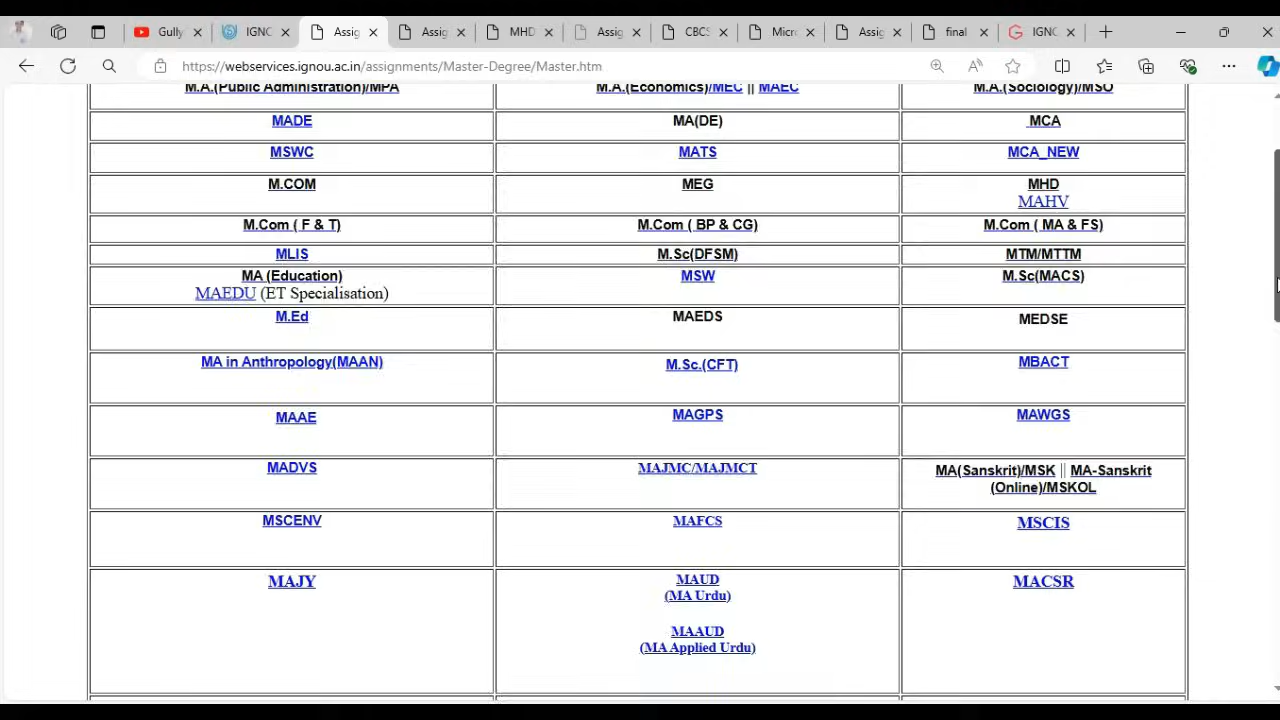 Gully
IGNC
Assig
Assig
MHD
Assig
CBCS
Micr
Assig
final
IGNC
https://webservices.ignou.ac.in/assignments/Master-Degree/Master.htm
M.A.(Public Administration)/MPA
M.A.(Economics)/MEC || MAEC
M.A.(Sociology)/MSO
MADE
MA(DE)
MCA
MSWC
MATS
MCA_NEW
M.COM
MEG
MHD
MAHV
M.Com ( F & T)
M.Com ( BP & CG)
M.Com ( MA & FS)
MLIS
M.Sc(DFSM)
MTM/MTTM
MA (Education)
MAEDU (ET Specialisation)
MSW
M.Sc(MACS)
M.Ed
MAEDS
MEDSE
MA in Anthropology(MAAN)
M.Sc.(CFT)
MBACT
MAAE
MAGPS
MAWGS
MADVS
MAJMC/MAJMCT
MA(Sanskrit)/MSK || MA-Sanskrit
(Online)/MSKOL
MSCENV
MAFCS
MSCIS
MAJY
MAUD
(MA Urdu)
MAAUD
(MA Applied Urdu)
MACSR